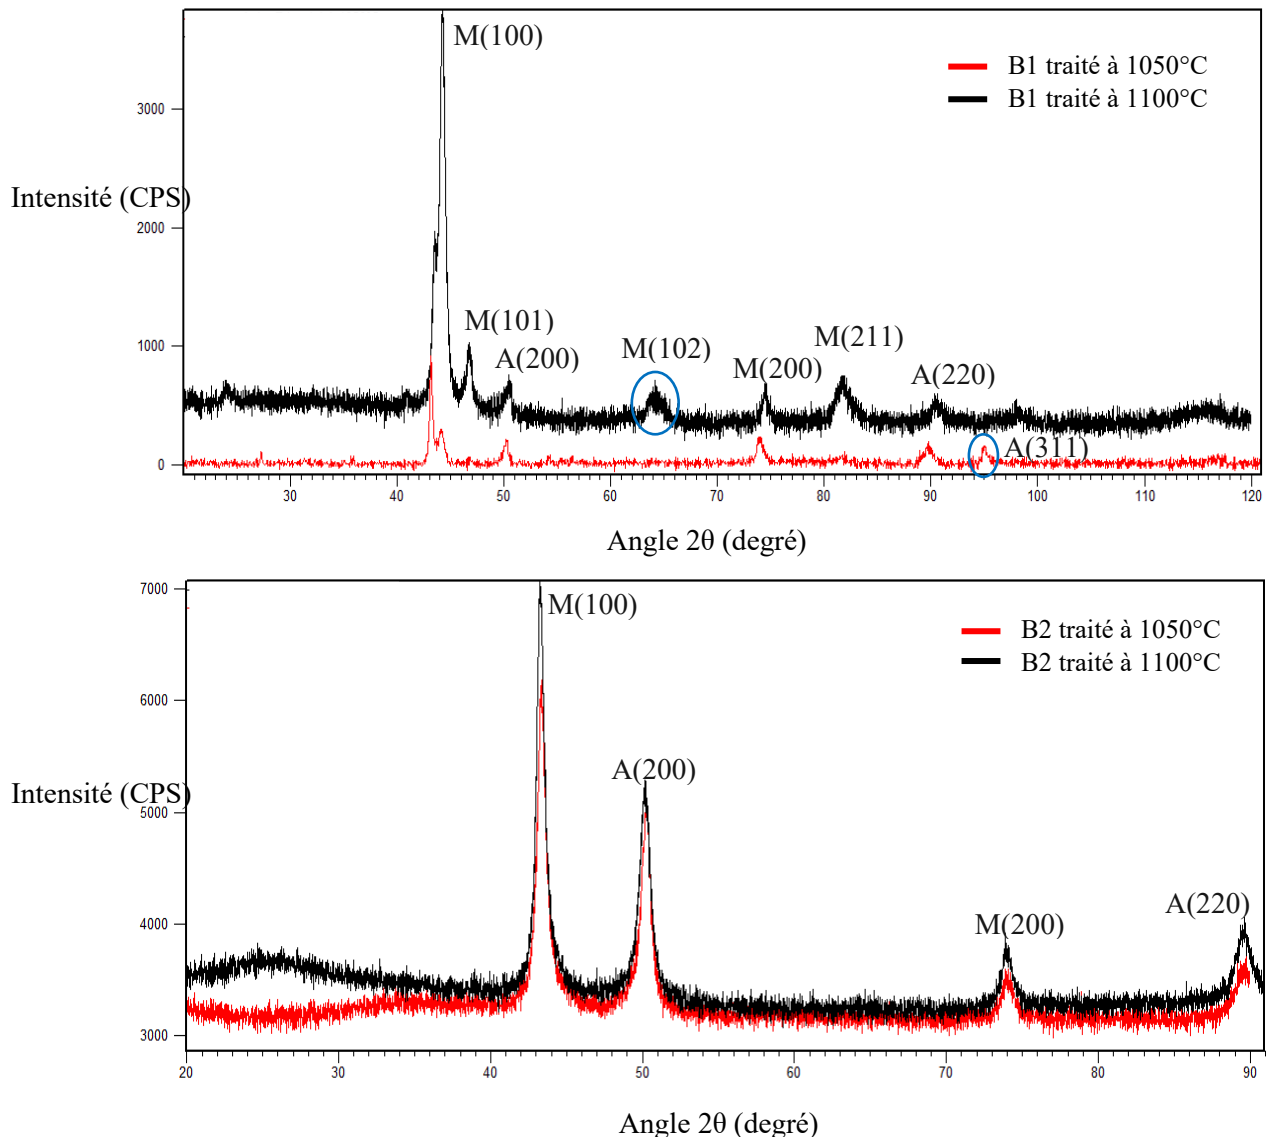 M(100)
B1 traité à 1050°C
B1 traité à 1100°C
3000
Intensité (CPS)
2000
M(101)
M(211)
1000
A(200)
M(102)
M(200)
A(220)
A(311)
0
30 40 50 60 70 80 90 100 110 120
Angle 2θ (degré)
7000
M(100)
B2 traité à 1050°C
B2 traité à 1100°C
6000
A(200)
Intensité (CPS)
5000
A(220)
M(200)
4000
3000
20 30 40 50 60 70 80 90
Angle 2θ (degré)